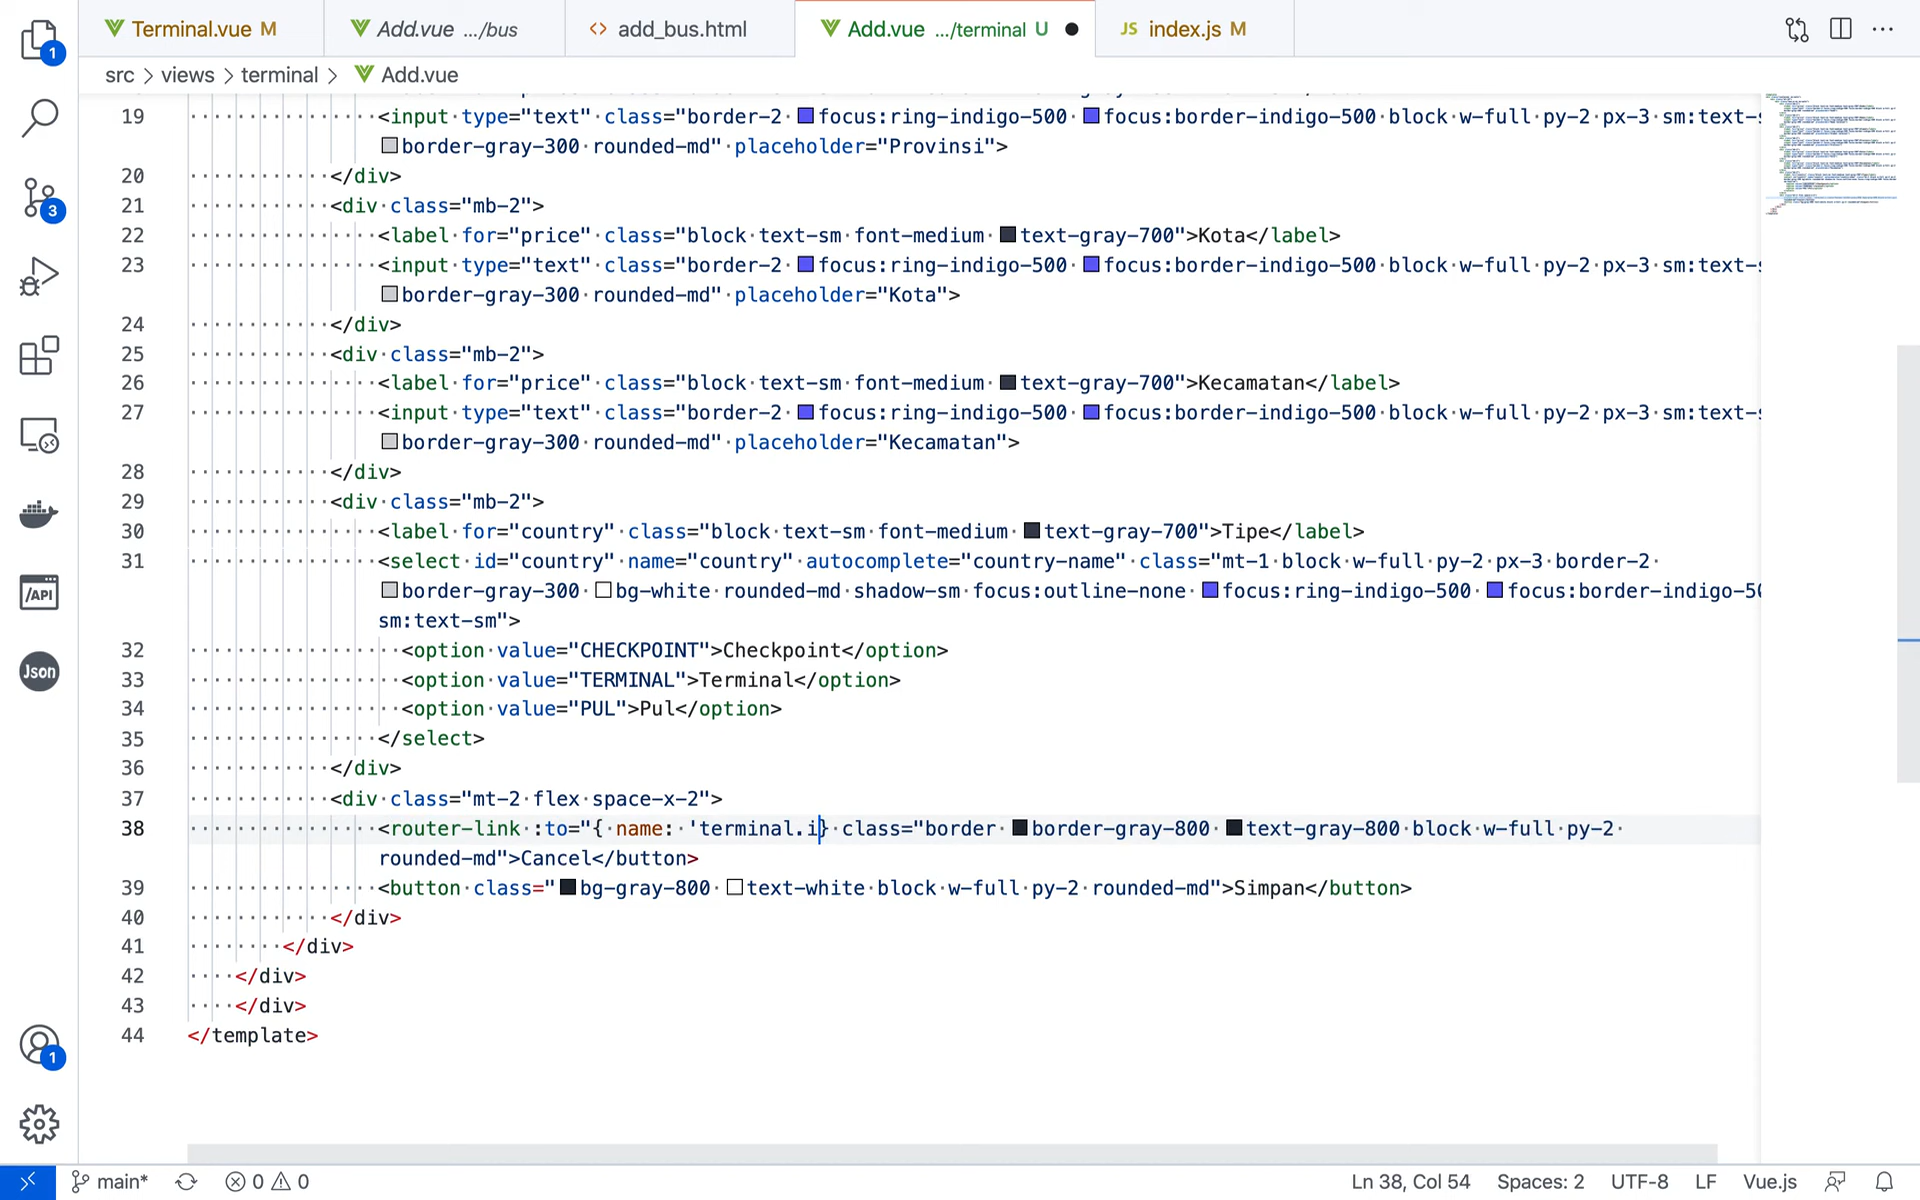 Terminal.vue M
Add.vue .../bus
add_bus.html
Add.vue .../terminal U
JS index.js M
1
src > views > terminal > Add.vue
19 <input type="text" class="border-2 focus:ring-indigo-500 focus:border-indigo-500 block w-full py-2 px-3 sm:text-s
border-gray-300 rounded-md" placeholder="Provinsi">
20 </div>
21 <div class="mb-2">
22 <label for="price" class="block text-sm font-medium text-gray-700">Kota</label>
23 <input type="text" class="border-2 focus:ring-indigo-500 focus:border-indigo-500 block w-full py-2 px-3 sm:text-s
border-gray-300 rounded-md" placeholder="Kota">
24 </div>
25 <div class="mb-2">
26 <label for="price" class="block text-sm font-medium text-gray-700">Kecamatan</label>
27 <input type="text" class="border-2 focus:ring-indigo-500 focus:border-indigo-500 block w-full py-2 px-3 sm:text-s
border-gray-300 rounded-md" placeholder="Kecamatan">
28 </div>
29 <div class="mb-2">
30 <label for="country" class="block text-sm font-medium text-gray-700">Tipe</label>
31 <select id="country" name="country" autocomplete="country-name" class="mt-1 block w-full py-2 px-3 border-2
border-gray-300 bg-white rounded-md shadow-sm focus:outline-none focus:ring-indigo-500 focus:border-indigo-50
sm:text-sm">
32 <option value="CHECKPOINT">Checkpoint</option>
33 <option value="TERMINAL">Terminal</option>
34 <option value="PUL">Pul</option>
35 </select>
36 </div>
37 <div class="mt-2 flex space-x-2">
38 <router-link :to="{ name: 'terminal.i} class="border border-gray-800 text-gray-800 block w-full py-2
rounded-md">Cancel</button>
39 <button class="bg-gray-800 text-white block w-full py-2 rounded-md">Simpan</button>
40 </div>
41 </div>
42 </div>
43 </div>
44 </template>
3
/API
Json
1
main* 0 0
Ln 38, Col 54 Spaces: 2 UTF-8 LF Vue.js